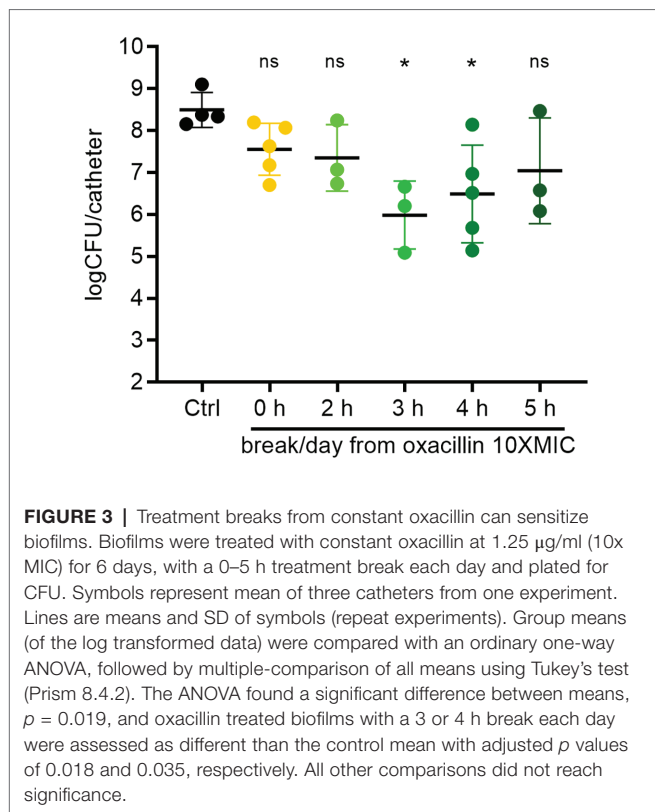 10
9
8
7
6
5
4
3
2
logCFU/catheter
ns ns * * ns
Ctrl 0 h 2 h 3 h 4 h 5 h
break/day from oxacillin 10XMIC
FIGURE 3 | Treatment breaks from constant oxacillin can sensitize
biofilms. Biofilms were treated with constant oxacillin at 1.25 μg/ml (10x
MIC) for 6 days, with a 0–5 h treatment break each day and plated for
CFU. Symbols represent mean of three catheters from one experiment.
Lines are means and SD of symbols (repeat experiments). Group means
(of the log transformed data) were compared with an ordinary one-way
ANOVA, followed by multiple-comparison of all means using Tukey’s test
(Prism 8.4.2). The ANOVA found a significant difference between means,
p = 0.019, and oxacillin treated biofilms with a 3 or 4 h break each day
were assessed as different than the control mean with adjusted p values
of 0.018 and 0.035, respectively. All other comparisons did not reach
significance.